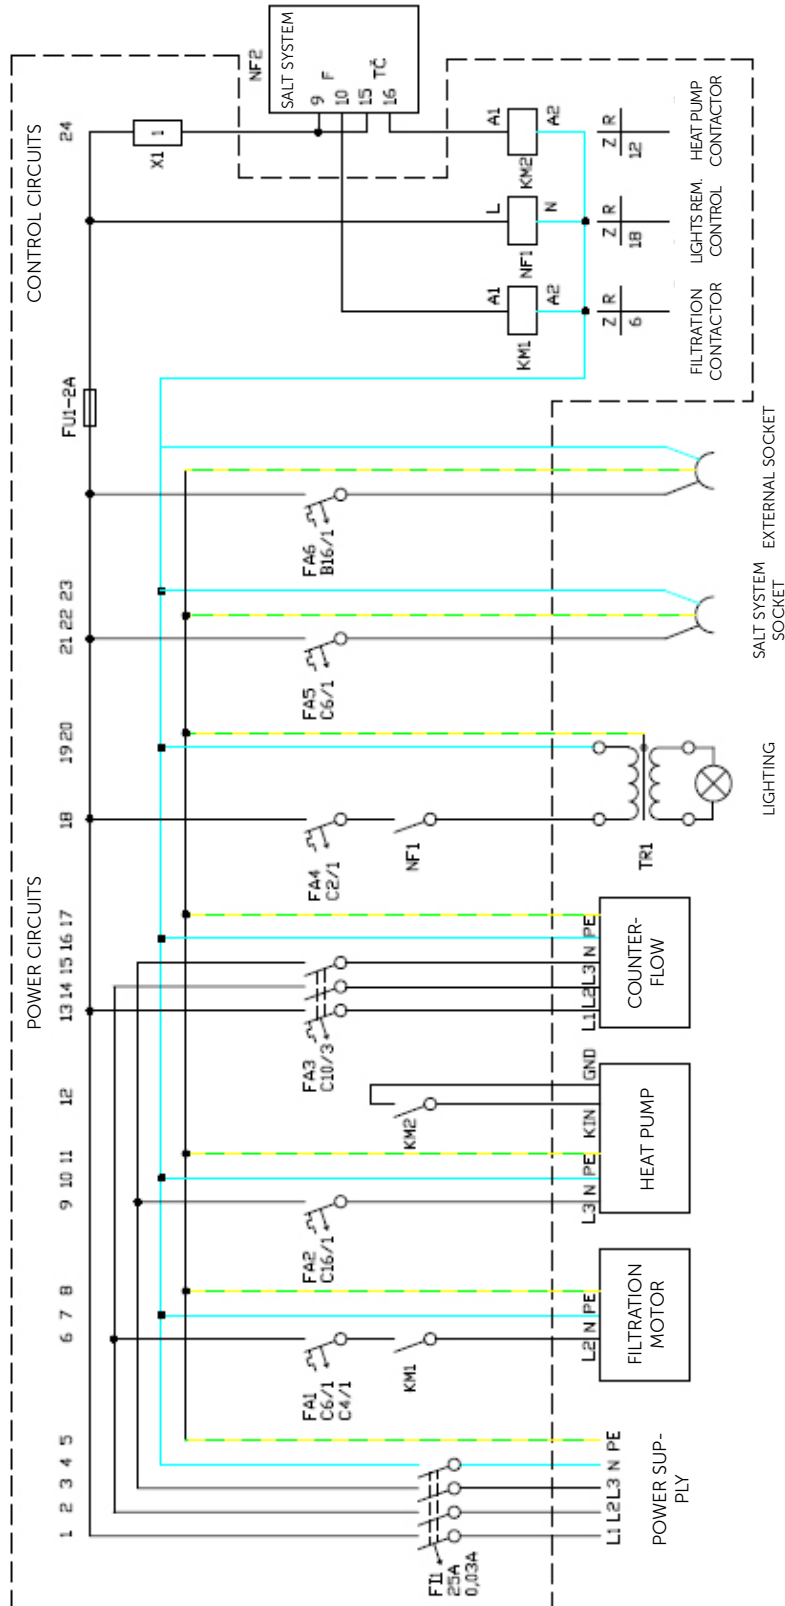 POWER CIRCUITS
CONTROL CIRCUITS
1 2 3 4 5 6 7 8 9 10 11 12 13 14 15 16 17 18 19 20 21 22 23 24
FU1-2A
X1
1
NF2
SALT SYSTEM
9
F
10
15
TČ
16
FI1
25A
0,03A
FA1
C6/1
C4/1
KM1
FA2
C16/1
KM2
FA3
C10/3
FA4
C2/1
NF1
FA5
C6/1
FA6
B16/1
KM1
A1
A2
NF1
L
N
KM2
A1
A2
Z R
6
Z R
18
Z R
12
FILTRATION
CONTACTOR
LIGHTS REM.
CONTROL
HEAT PUMP
CONTACTOR
L1 L2 L3 N PE
POWER SUP-
PLY
L2 N PE
FILTRATION
MOTOR
L3 N PE KIN GND
HEAT PUMP
L1 L2 L3 N PE
COUNTER-
FLOW
TR1
LIGHTING
SALT SYSTEM
SOCKET
EXTERNAL SOCKET